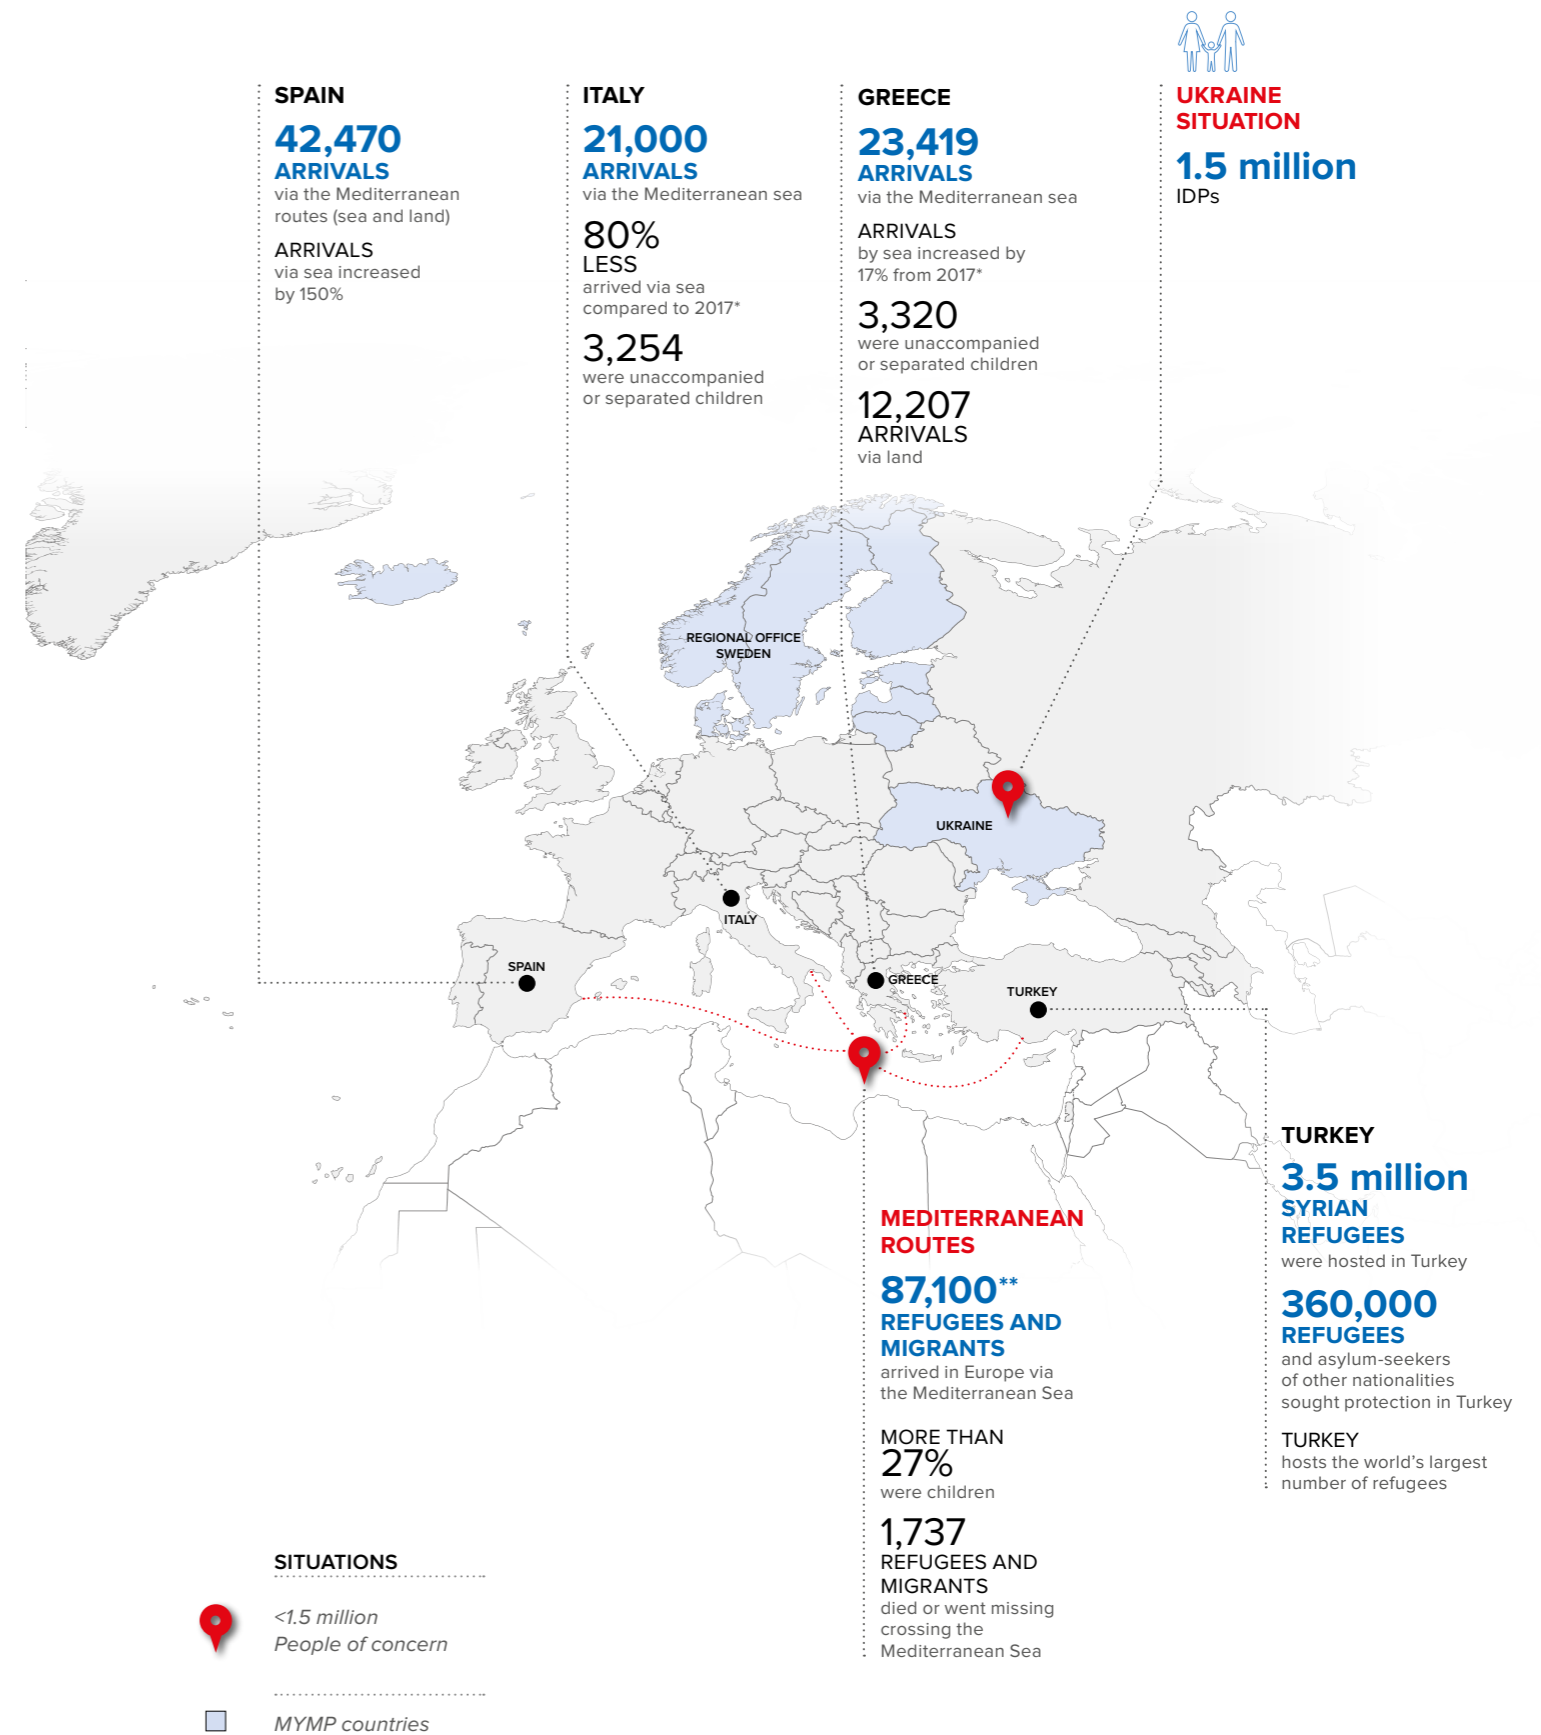 SPAIN
42,470
ARRIVALS
via the Mediterranean
routes (sea and land)
ARRIVALS
via sea increased
by 150%
ITALY
21,000
ARRIVALS
via the Mediterranean sea
80%
LESS
arrived via sea
compared to 2017*
3,254
were unaccompanied
or separated children
GREECE
23,419
ARRIVALS
via the Mediterranean sea
ARRIVALS
by sea increased by
17% from 2017*
3,320
were unaccompanied
or separated children
12,207
ARRIVALS
via land
UKRAINE
SITUATION
1.5 million
IDPs
REGIONAL OFFICE
SWEDEN
UKRAINE
ITALY
SPAIN
GREECE
TURKEY
TURKEY
3.5 million
SYRIAN
REFUGEES
were hosted in Turkey
360,000
REFUGEES
and asylum-seekers
of other nationalities
sought protection in Turkey
TURKEY
hosts the world's largest
number of refugees
MEDITERRANEAN
ROUTES
87,100**
REFUGEES AND
MIGRANTS
arrived in Europe via
the Mediterranean Sea
MORE THAN
27%
were children
1,737
REFUGEES AND
MIGRANTS
died or went missing
crossing the
Mediterranean Sea
SITUATIONS
<1.5 million
People of concern
MYMP countries